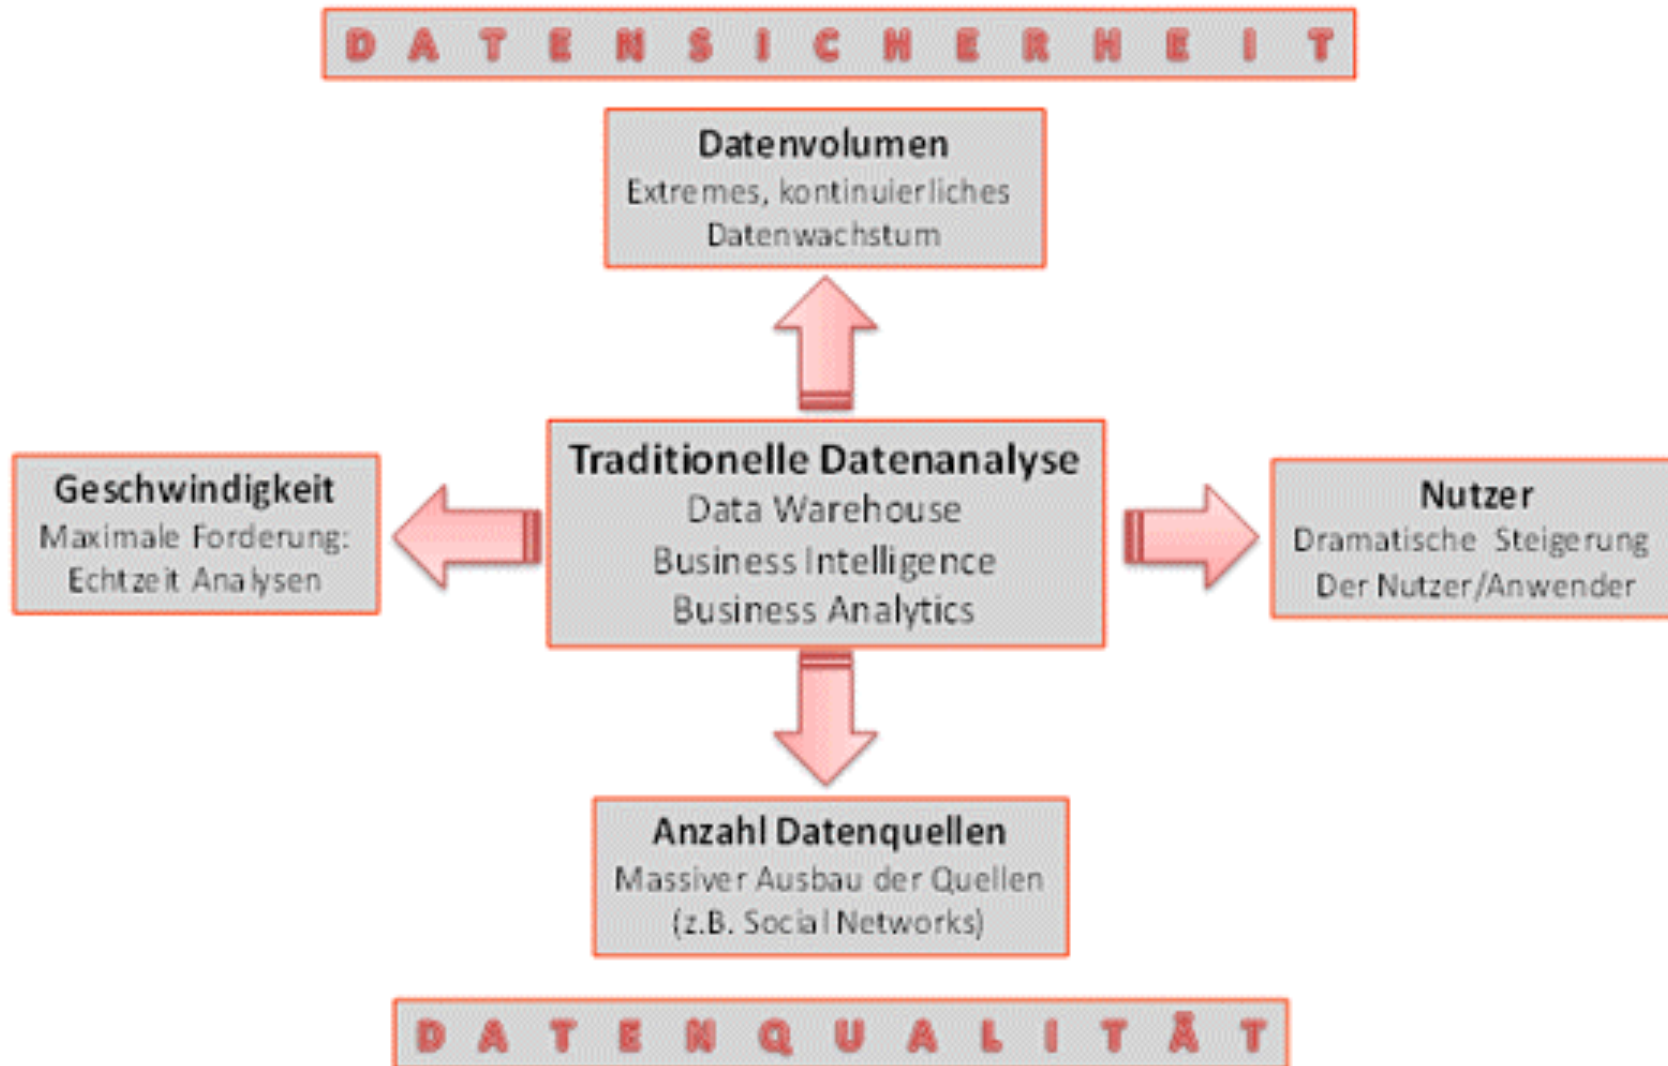 DATENSICHERHEIT
Datenvolumen
Extremes, kontinuierliches
Datenwachstum
Geschwindigkeit
Maximale Forderung:
Echtzeit Analysen
Traditionelle Datenanalyse
Data Warehouse
Business Intelligence
Business Analytics
Nutzer
Dramatische Steigerung
Der Nutzer/Anwender
Anzahl Datenquellen
Massiver Ausbau der Quellen
(z.B. Social Networks)
DATENQUALITÄT